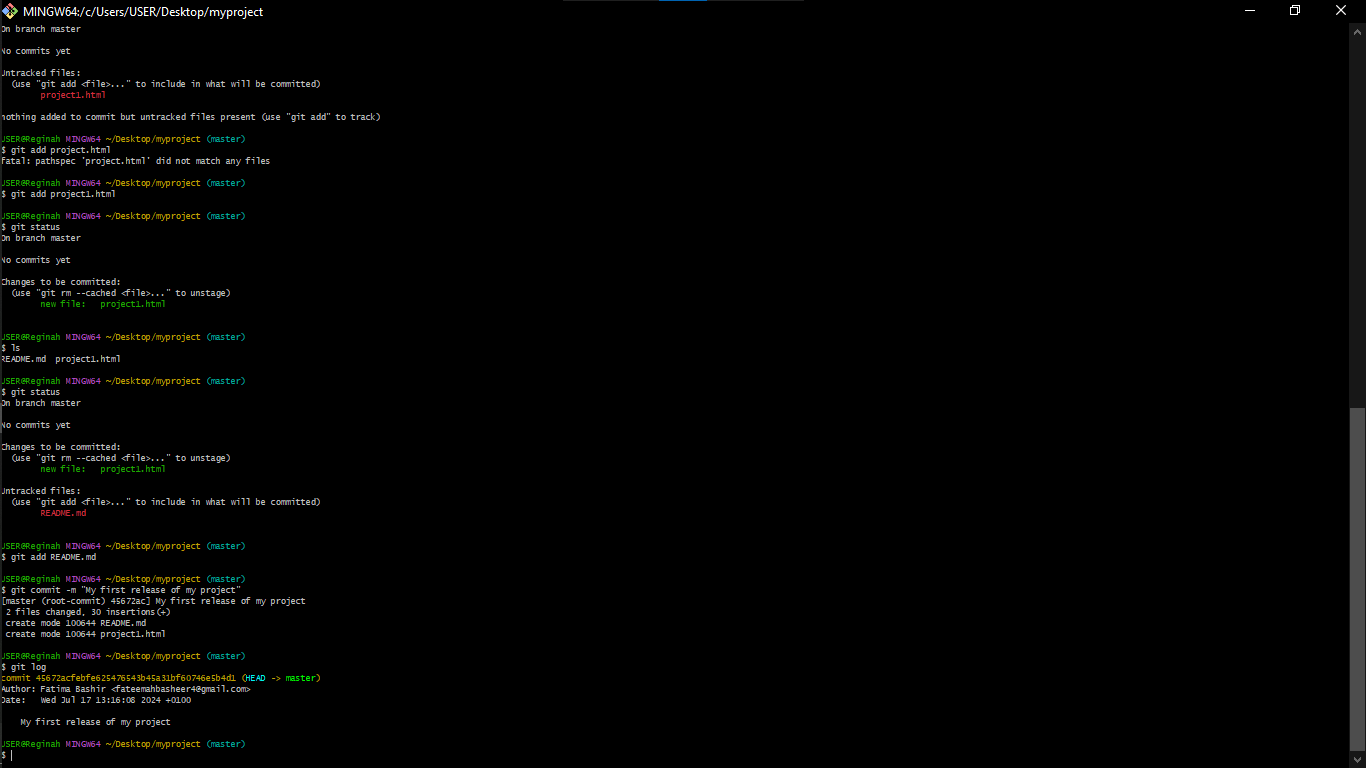 MINGW64:/c/Users/USER/Desktop/myproject
On branch master
No commits yet
Untracked files:
(use "git add <file>..." to include in what will be committed)
project1.html
nothing added to commit but untracked files present (use "git add" to track)
USER@Reginah MINGW64 ~/Desktop/myproject (master)
$ git add project.html
fatal: pathspec 'project.html' did not match any files
USER@Reginah MINGW64 ~/Desktop/myproject (master)
$ git add project1.html
USER@Reginah MINGW64 ~/Desktop/myproject (master)
$ git status
On branch master
No commits yet
Changes to be committed:
(use "git rm --cached <file>..." to unstage)
new file:   project1.html
USER@Reginah MINGW64 ~/Desktop/myproject (master)
$ ls
README.md  project1.html
USER@Reginah MINGW64 ~/Desktop/myproject (master)
$ git status
On branch master
No commits yet
Changes to be committed:
(use "git rm --cached <file>..." to unstage)
new file:   project1.html
Untracked files:
(use "git add <file>..." to include in what will be committed)
README.md
USER@Reginah MINGW64 ~/Desktop/myproject (master)
$ git add README.md
USER@Reginah MINGW64 ~/Desktop/myproject (master)
$ git commit -m "My first release of my project"
[master (root-commit) 45672ac] My first release of my project
2 files changed, 30 insertions(+)
create mode 100644 README.md
create mode 100644 project1.html
USER@Reginah MINGW64 ~/Desktop/myproject (master)
$ git log
commit 45672acfebfe625476543b45a31bf60746e5b4d1 (HEAD -> master)
Author: Fatima Bashir <fateemahbasheer4@gmail.com>
Date:   Wed Jul 17 13:16:08 2024 +0100
My first release of my project
USER@Reginah MINGW64 ~/Desktop/myproject (master)
$